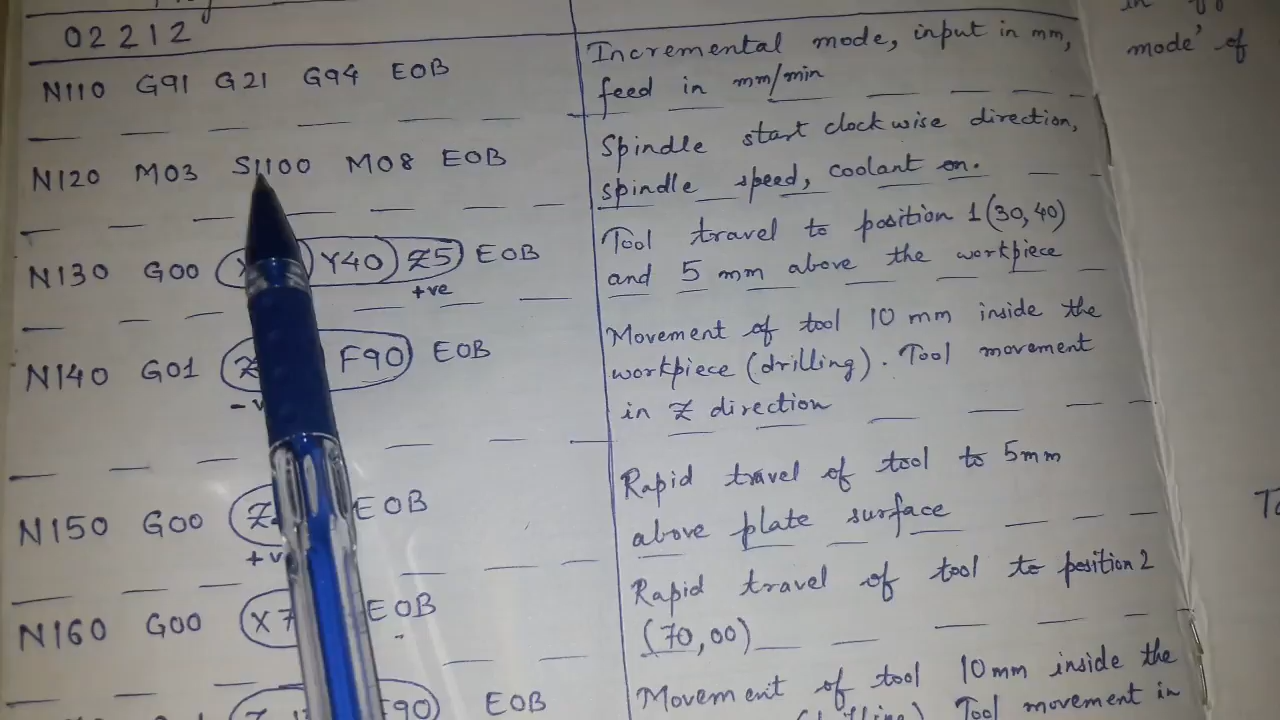 02212
N110 G91 G21 G94 EOB
Incremental mode, input in mm,
feed in mm/min
N120 M03 S1100 M08 EOB
Spindle start clockwise direction,
spindle speed, coolant on.
N130 G00 Y40 Z5 EOB
+ve
Tool travel to position 1 (30,40)
and 5 mm above the workpiece
N140 G01 F90 EOB
Movement of tool 10 mm inside the
workpiece (drilling). Tool movement
in Z direction
N150 G00 EOB
Rapid travel of tool to 5mm
above plate surface
N160 G00 EOB
Rapid travel of tool to position 2
(70,00)
EOB
Movement of tool 10mm inside the
Tool movement in
mode' of